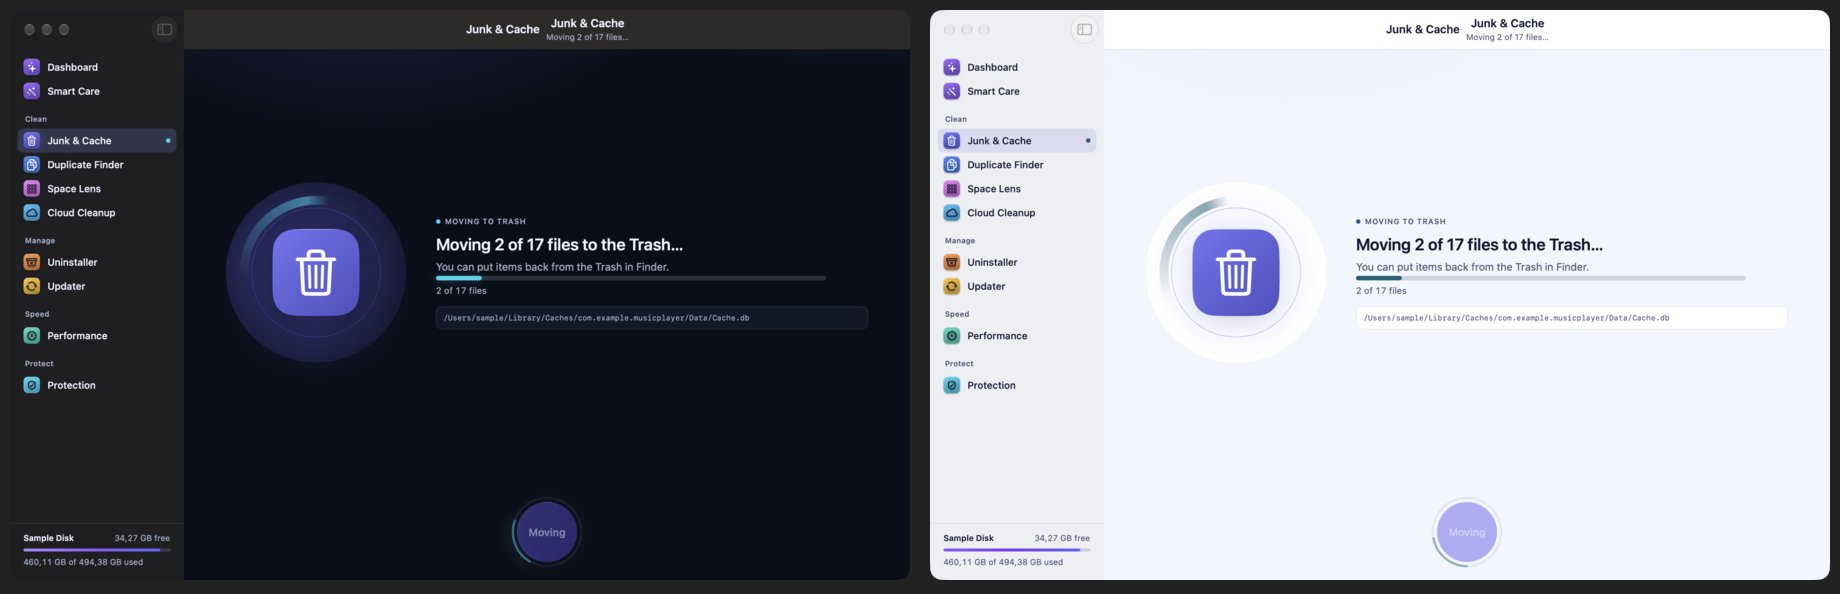 Junk & Cache
Junk & Cache
Moving 2 of 17 files...
Dashboard
Smart Care
Clean
Junk & Cache
Duplicate Finder
Space Lens
Cloud Cleanup
Manage
Uninstaller
Updater
Speed
Performance
Protect
Protection
Sample Disk 34,27 GB free
460,11 GB of 494,38 GB used
MOVING TO TRASH
Moving 2 of 17 files to the Trash...
You can put items back from the Trash in Finder.
2 of 17 files
/Users/sample/Library/Caches/com.example.musicplayer/Data/Cache.db
Moving
Junk & Cache
Junk & Cache
Moving 2 of 17 files...
Dashboard
Smart Care
Clean
Junk & Cache
Duplicate Finder
Space Lens
Cloud Cleanup
Manage
Uninstaller
Updater
Speed
Performance
Protect
Protection
Sample Disk 34,27 GB free
460,11 GB of 494,38 GB used
MOVING TO TRASH
Moving 2 of 17 files to the Trash...
You can put items back from the Trash in Finder.
2 of 17 files
/Users/sample/Library/Caches/com.example.musicplayer/Data/Cache.db
Moving